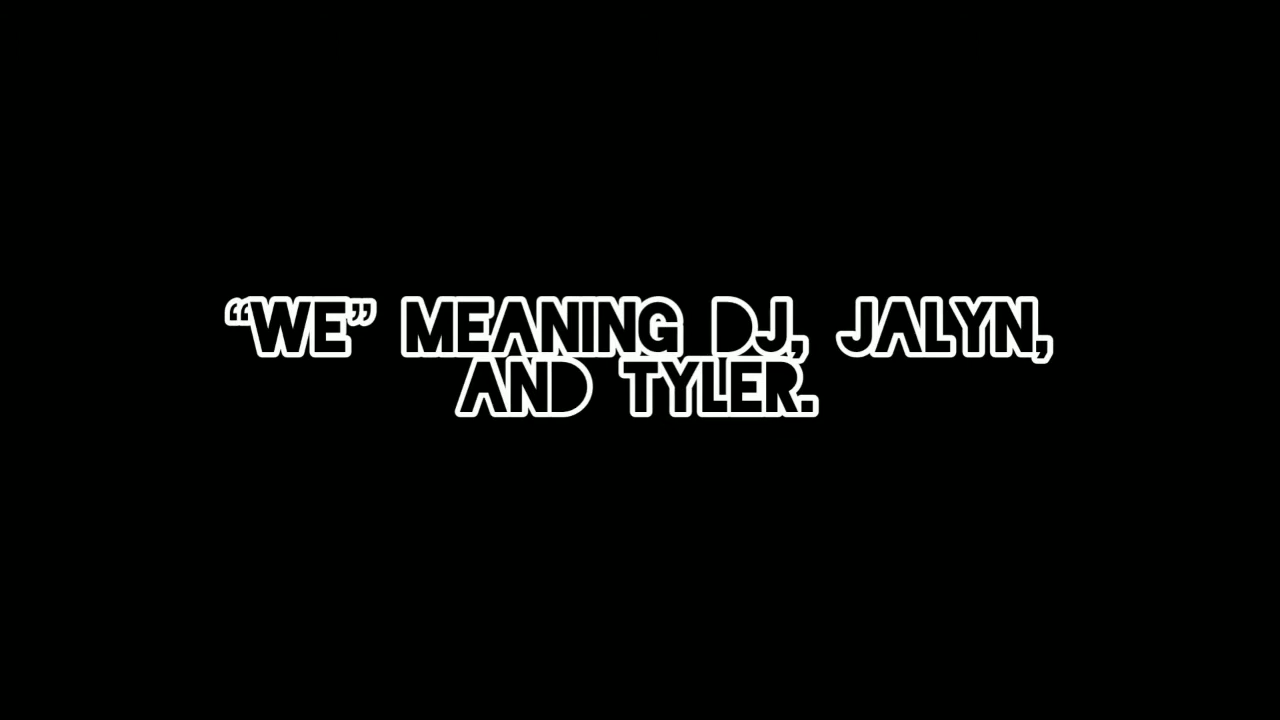 “WE” MEANING DJ, JALYN,
AND TYLER.